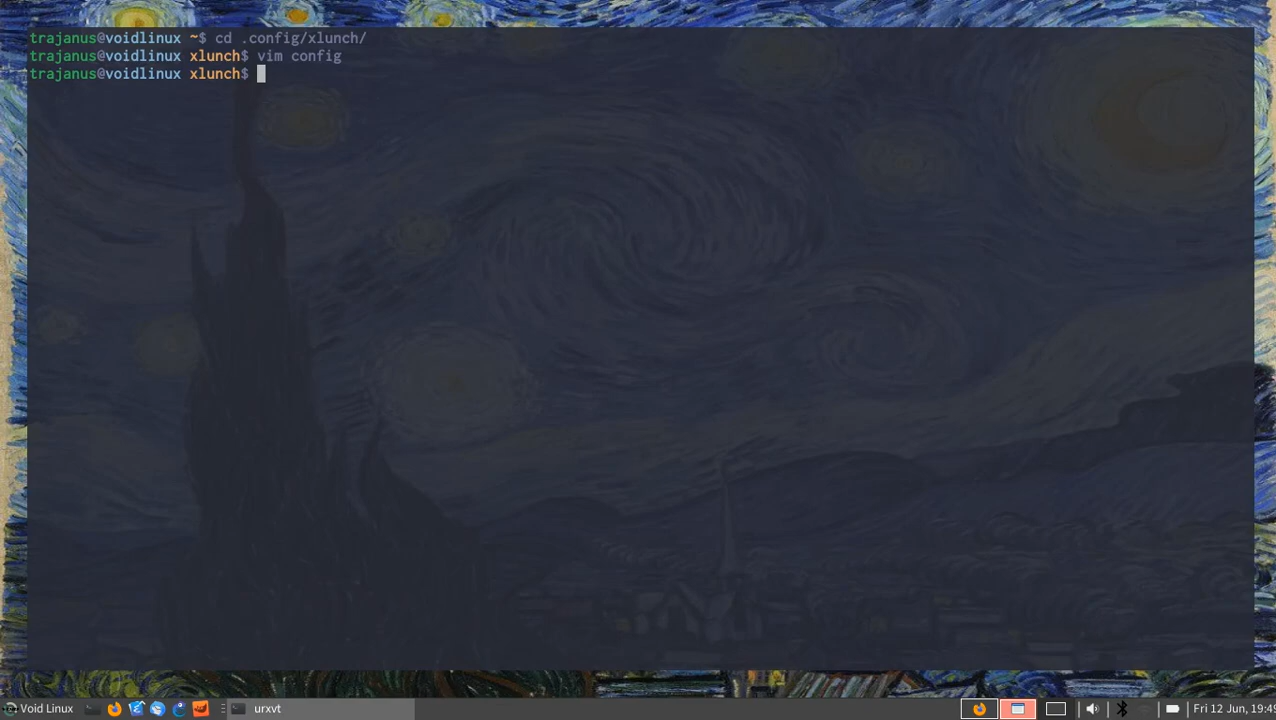 trajanus@voidlinux ~$ cd .config/xlunch/
trajanus@voidlinux xlunch$ vim config
trajanus@voidlinux xlunch$
Void Linux
urxvt
Fri 12 Jun, 19:4